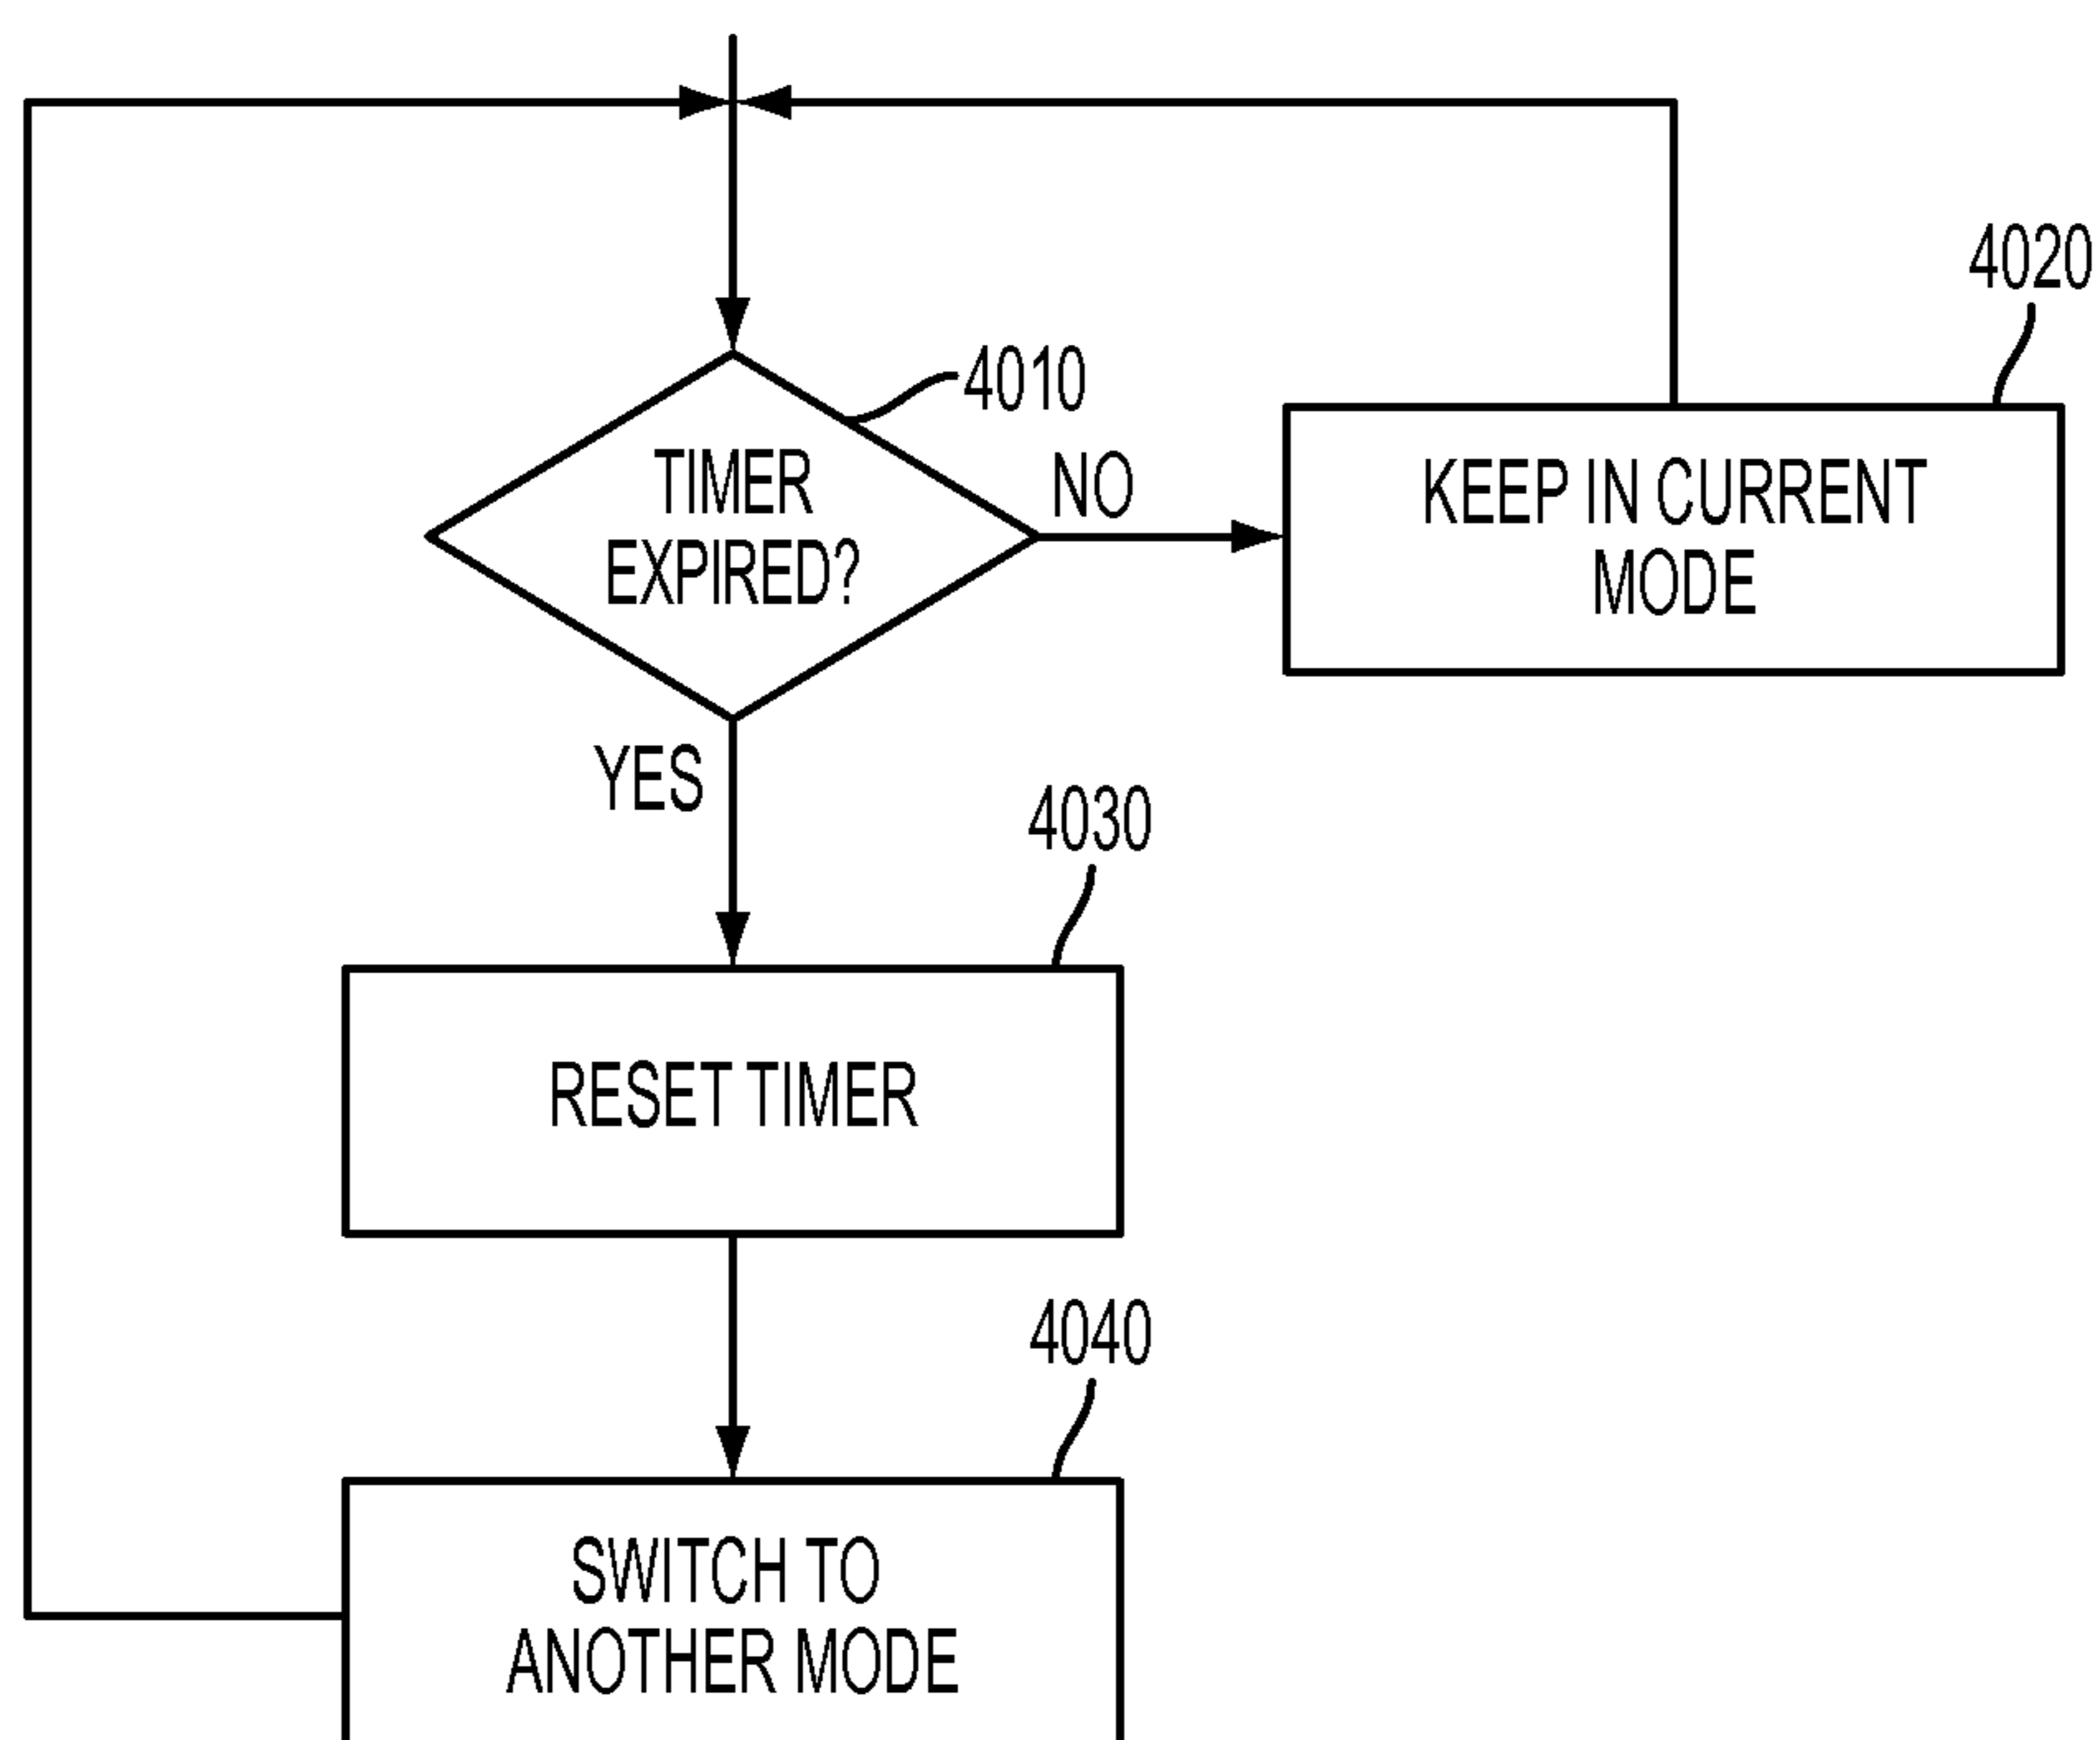 4020
4010
TIMER
EXPIRED?
NO
KEEP IN CURRENT
MODE
YES
4030
RESET TIMER
4040
SWITCH TO
ANOTHER MODE